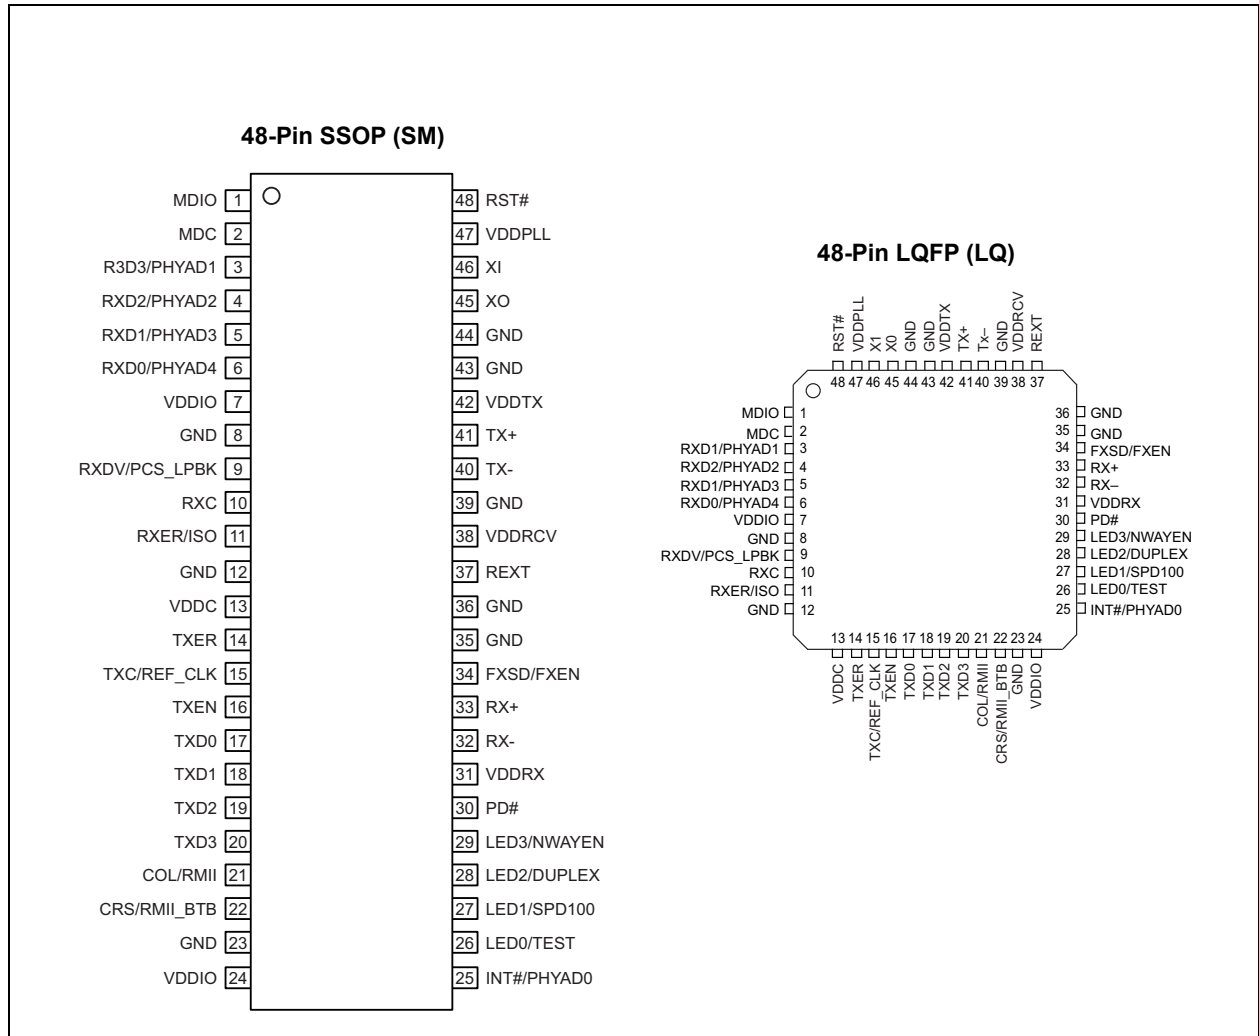 48-Pin SSOP (SM)
MDIO 1
MDC 2
R3D3/PHYAD1 3
RXD2/PHYAD2 4
RXD1/PHYAD3 5
RXD0/PHYAD4 6
VDDIO 7
GND 8
RXDV/PCS_LPBK 9
RXC 10
RXER/ISO 11
GND 12
VDDC 13
TXER 14
TXC/REF_CLK 15
TXEN 16
TXD0 17
TXD1 18
TXD2 19
TXD3 20
COL/RMII 21
CRS/RMII_BTB 22
GND 23
VDDIO 24
48 RST#
47 VDDPLL
46 XI
45 XO
44 GND
43 GND
42 VDDTX
41 TX+
40 TX-
39 GND
38 VDDRCV
37 REXT
36 GND
35 GND
34 FXSD/FXEN
33 RX+
32 RX-
31 VDDRX
30 PD#
29 LED3/NWAYEN
28 LED2/DUPLEX
27 LED1/SPD100
26 LED0/TEST
25 INT#/PHYAD0
48-Pin LQFP (LQ)
RST#
VDDPLL
X1
X0
GND
GND
VDDTX
TX+
Tx–
GND
VDDRCV
REXT
48 47 46 45 44 43 42 41 40 39 38 37
MDIO 1
MDC 2
RXD1/PHYAD1 3
RXD2/PHYAD2 4
RXD1/PHYAD3 5
RXD0/PHYAD4 6
VDDIO 7
GND 8
RXDV/PCS_LPBK 9
RXC 10
RXER/ISO 11
GND 12
36 GND
35 GND
34 FXSD/FXEN
33 RX+
32 RX–
31 VDDRX
30 PD#
29 LED3/NWAYEN
28 LED2/DUPLEX
27 LED1/SPD100
26 LED0/TEST
25 INT#/PHYAD0
13 14 15 16 17 18 19 20 21 22 23 24
VDDC
TXER
TXC/REF_CLK
TXEN
TXD0
TXD1
TXD2
TXD3
COL/RMII
CRS/RMII_BTB
GND
VDDIO